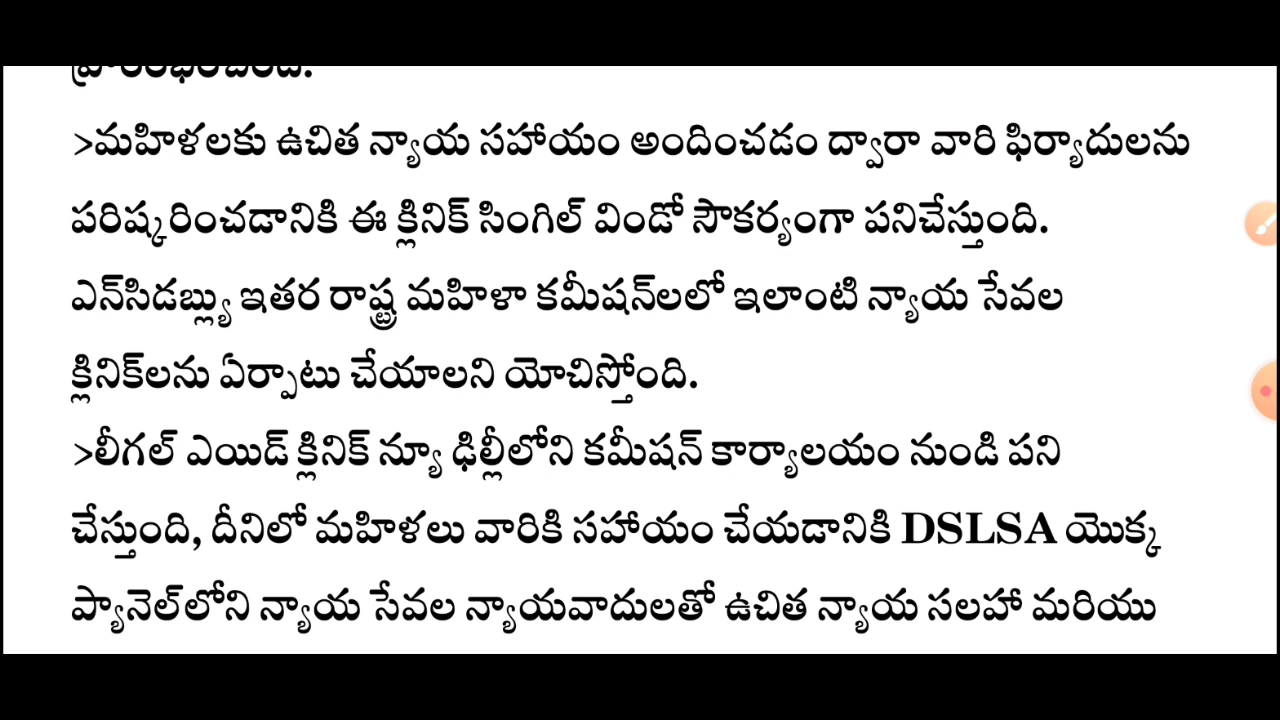 >మహిళలకు ఉచిత న్యాయ సహాయం అందించడం ద్వారా వారి ఫిర్యాదులను
పరిష్కరించడానికి ఈ క్లినిక్ సింగిల్ విండో సౌకర్యంగా పనిచేస్తుంది.
ఎన్‌సిడబ్ల్యు ఇతర రాష్ట్ర మహిళా కమీషన్‌లలో ఇలాంటి న్యాయ సేవల
క్లినిక్‌లను ఏర్పాటు చేయాలని యోచిస్తోంది.
>లీగల్ ఎయిడ్ క్లినిక్ న్యూ ఢిల్లీలోని కమీషన్ కార్యాలయం నుండి పని
చేస్తుంది, దీనిలో మహిళలు వారికి సహాయం చేయడానికి DSLSA యొక్క
ప్యానెల్‌లోని న్యాయ సేవల న్యాయవాదులతో ఉచిత న్యాయ సలహా మరియు